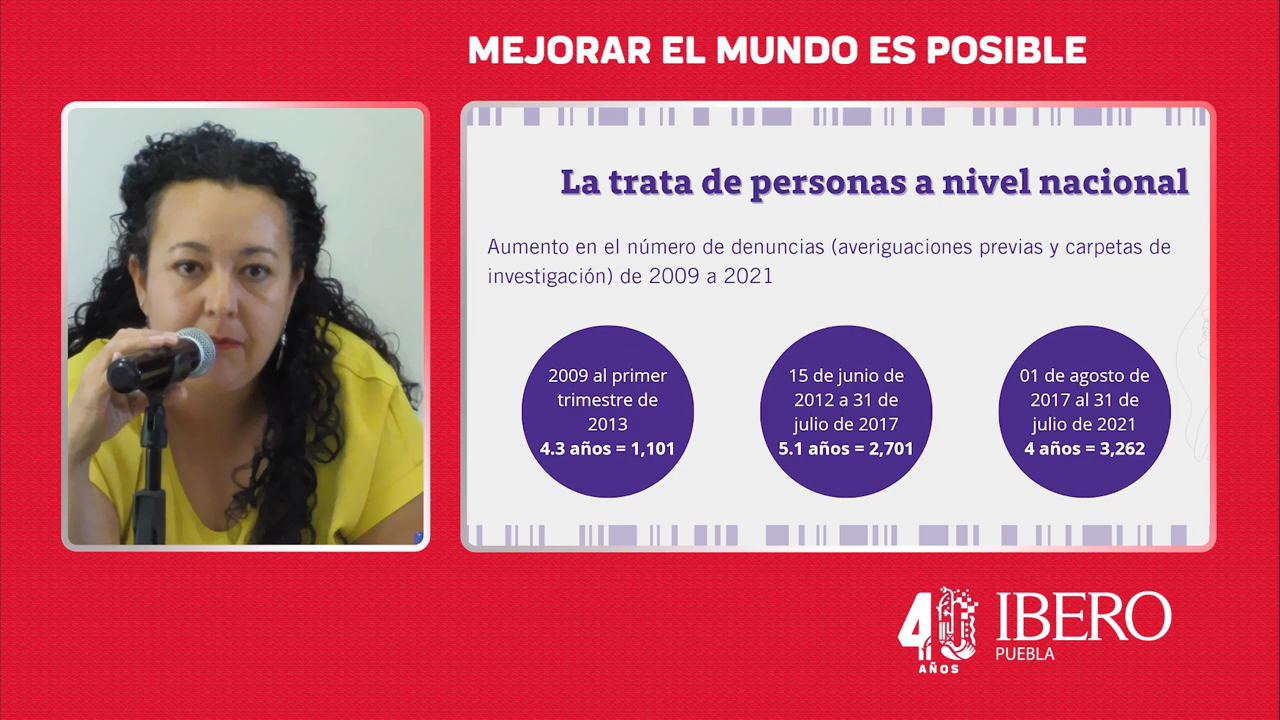 MEJORAR EL MUNDO ES POSIBLE
La trata de personas a nivel nacional
Aumento en el número de denuncias (averiguaciones previas y carpetas de
investigación) de 2009 a 2021
2009 al primer
trimestre de
2013
4.3 años = 1,101
15 de junio de
2012 a 31 de
julio de 2017
5.1 años = 2,701
01 de agosto de
2017 al 31 de
julio de 2021
4 años = 3,262
40
AÑOS
IBERO
PUEBLA